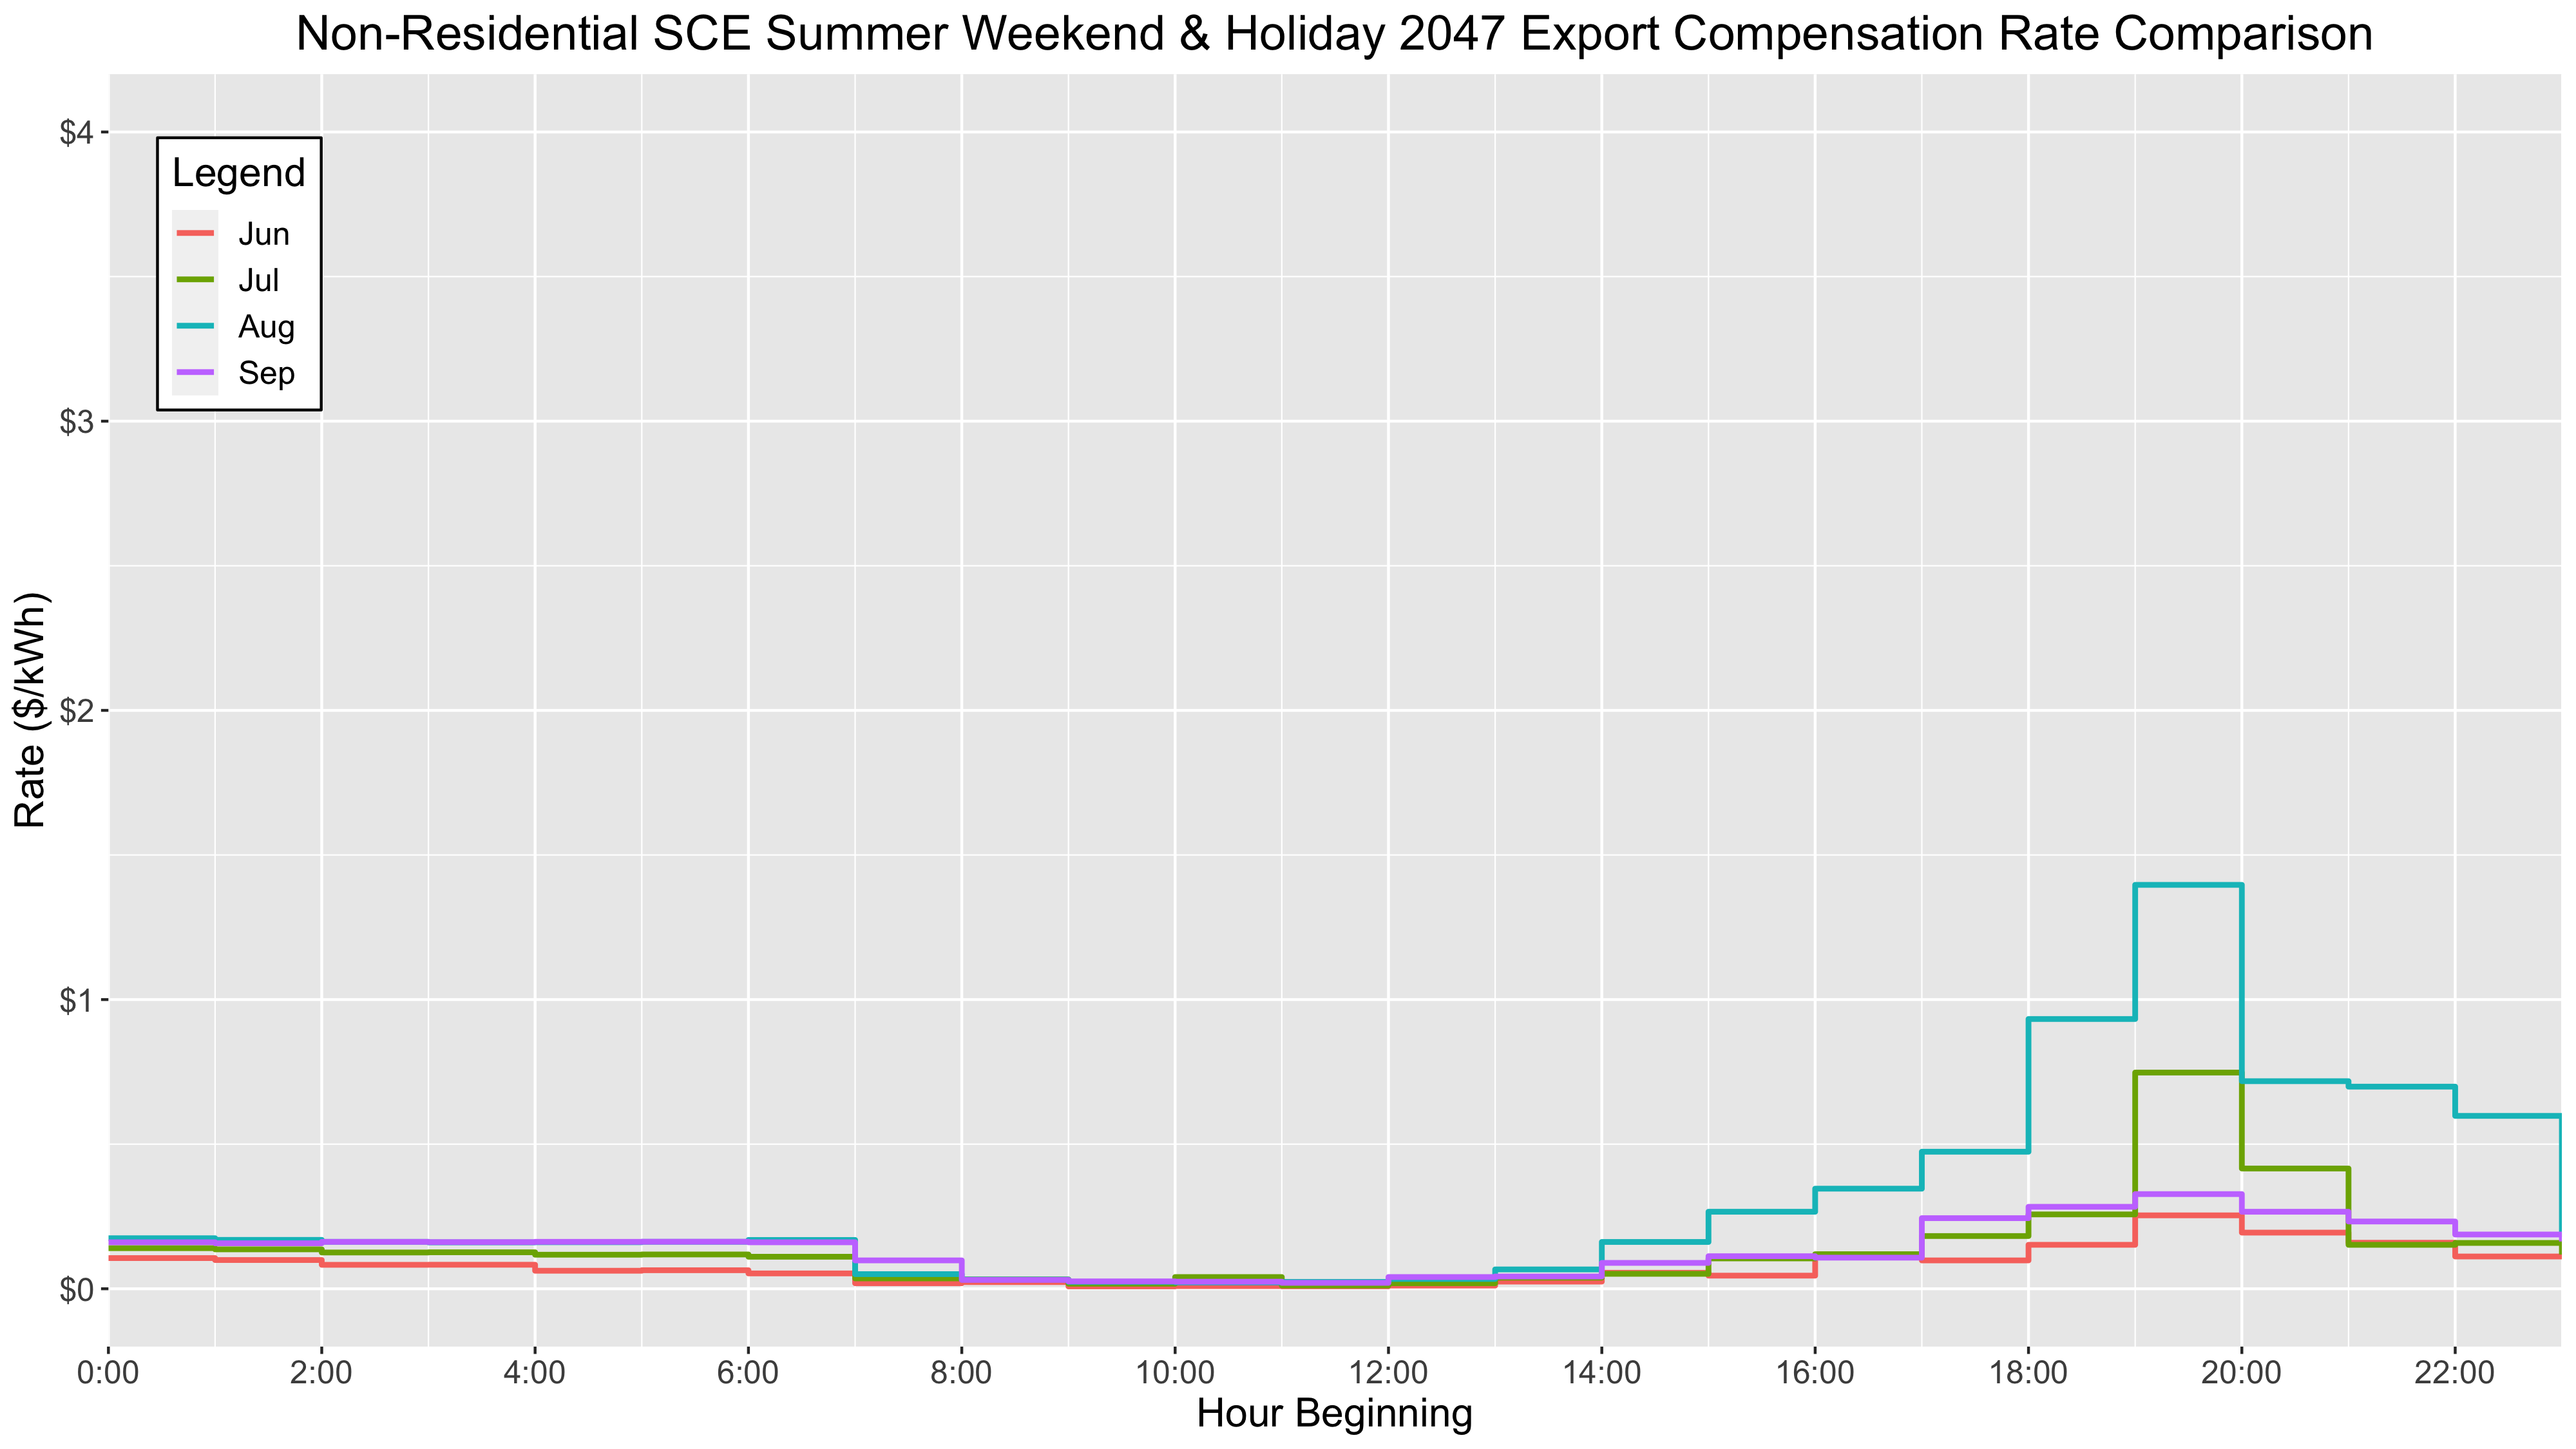 Non-Residential SCE Summer Weekend & Holiday 2047 Export Compensation Rate Comparison
$4
Legend
Jun
Jul
Aug
Sep
$3
Rate ($/kWh)
$2
$1
$0
0:00 2:00 4:00 6:00 8:00 10:00 12:00 14:00 16:00 18:00 20:00 22:00
Hour Beginning